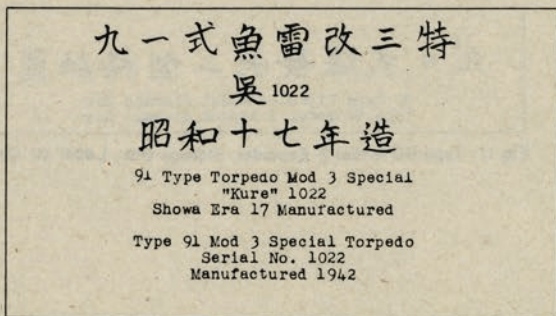 九一式魚雷改三特
吳 1022
昭和十七年造
91 Type Torpedo Mod 3 Special
"Kure" 1022
Showa Era 17 Manufactured
Type 91 Mod 3 Special Torpedo
Serial No. 1022
Manufactured 1942